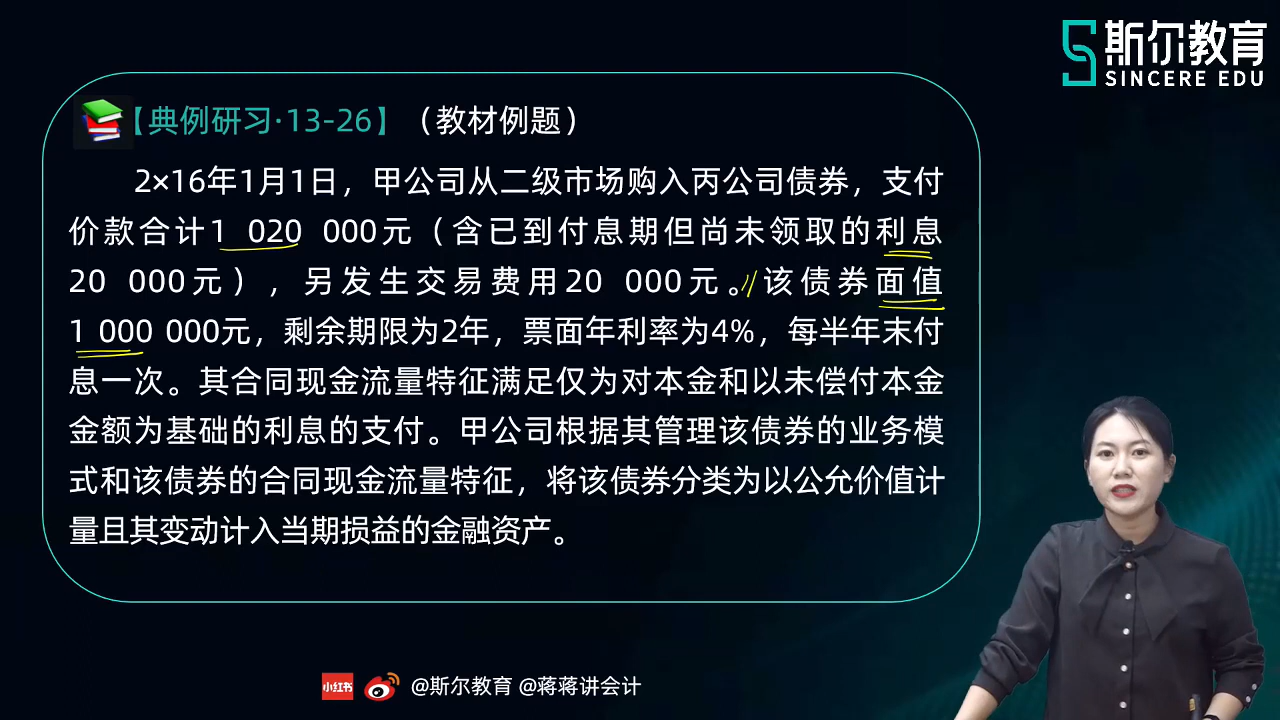 斯尔教育
SINCERE EDU
【典例研习·13-26】（教材例题）
2×16年1月1日，甲公司从二级市场购入丙公司债券，支付
价款合计1 020 000元（含已到付息期但尚未领取的利息
20 000元），另发生交易费用20 000元。该债券面值
1 000 000元，剩余期限为2年，票面年利率为4%，每半年末付
息一次。其合同现金流量特征满足仅为对本金和以未偿付本金
金额为基础的利息的支付。甲公司根据其管理该债券的业务模
式和该债券的合同现金流量特征，将该债券分类为以公允价值计
量且其变动计入当期损益的金融资产。
小红书 @斯尔教育 @蒋蒋讲会计